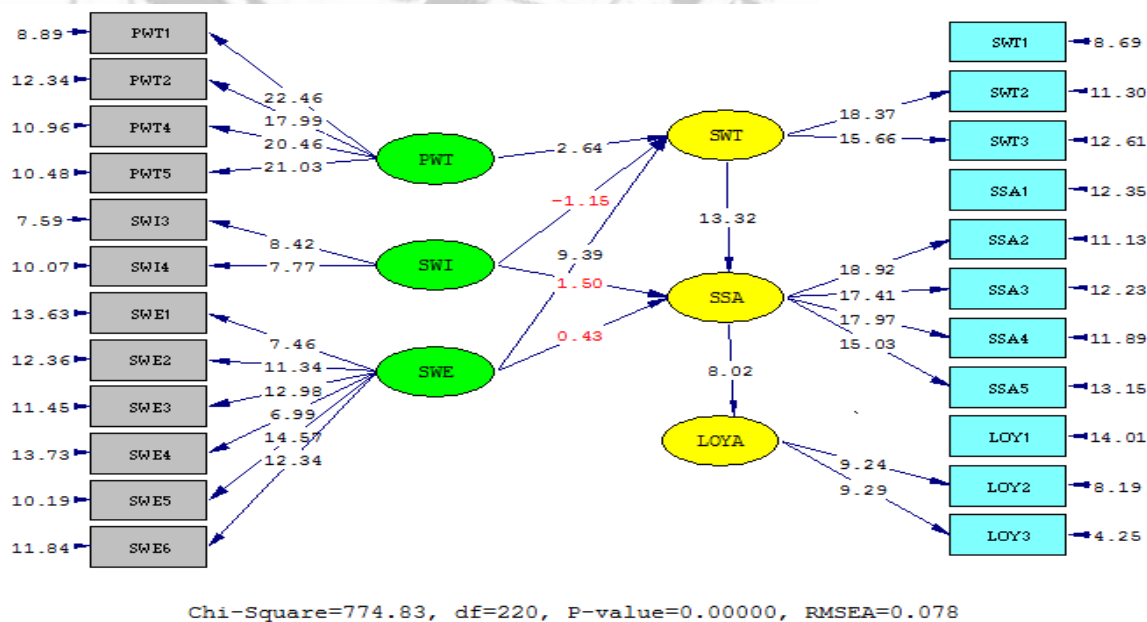 8.89 PWT1
12.34 PWT2
10.96 PWT4
10.48 PWT5
7.59 SWI3
10.07 SWI4
13.63 SWE1
12.36 SWE2
11.45 SWE3
13.73 SWE4
10.19 SWE5
11.84 SWE6
22.46
17.99
20.46
21.03
8.42
7.77
7.46
11.34
12.98
6.99
14.57
12.34
PWT
SWI
SWE
2.64
-1.15
9.39
1.50
0.43
SWT
13.32
SSA
8.02
LOYA
18.37
15.66
18.92
17.41
17.97
15.03
9.24
9.29
SWT1 8.69
SWT2 11.30
SWT3 12.61
SSA1 12.35
SSA2 11.13
SSA3 12.23
SSA4 11.89
SSA5 13.15
LOY1 14.01
LOY2 8.19
LOY3 4.25
Chi-Square=774.83, df=220, P-value=0.00000, RMSEA=0.078